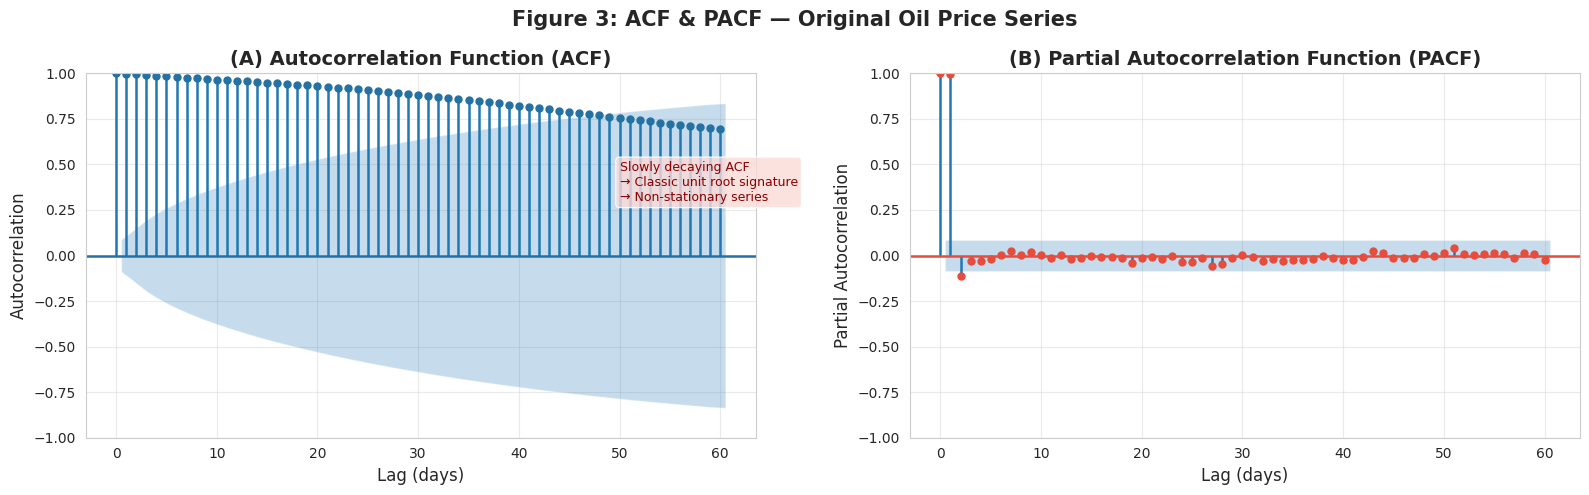 Figure 3: ACF & PACF — Original Oil Price Series
(A) Autocorrelation Function (ACF)
1.00
0.75
0.50
0.25
0.00
−0.25
−0.50
−0.75
−1.00
Autocorrelation
Slowly decaying ACF
→ Classic unit root signature
→ Non-stationary series
0 10 20 30 40 50 60
Lag (days)
(B) Partial Autocorrelation Function (PACF)
1.00
0.75
0.50
0.25
0.00
−0.25
−0.50
−0.75
−1.00
Partial Autocorrelation
0 10 20 30 40 50 60
Lag (days)